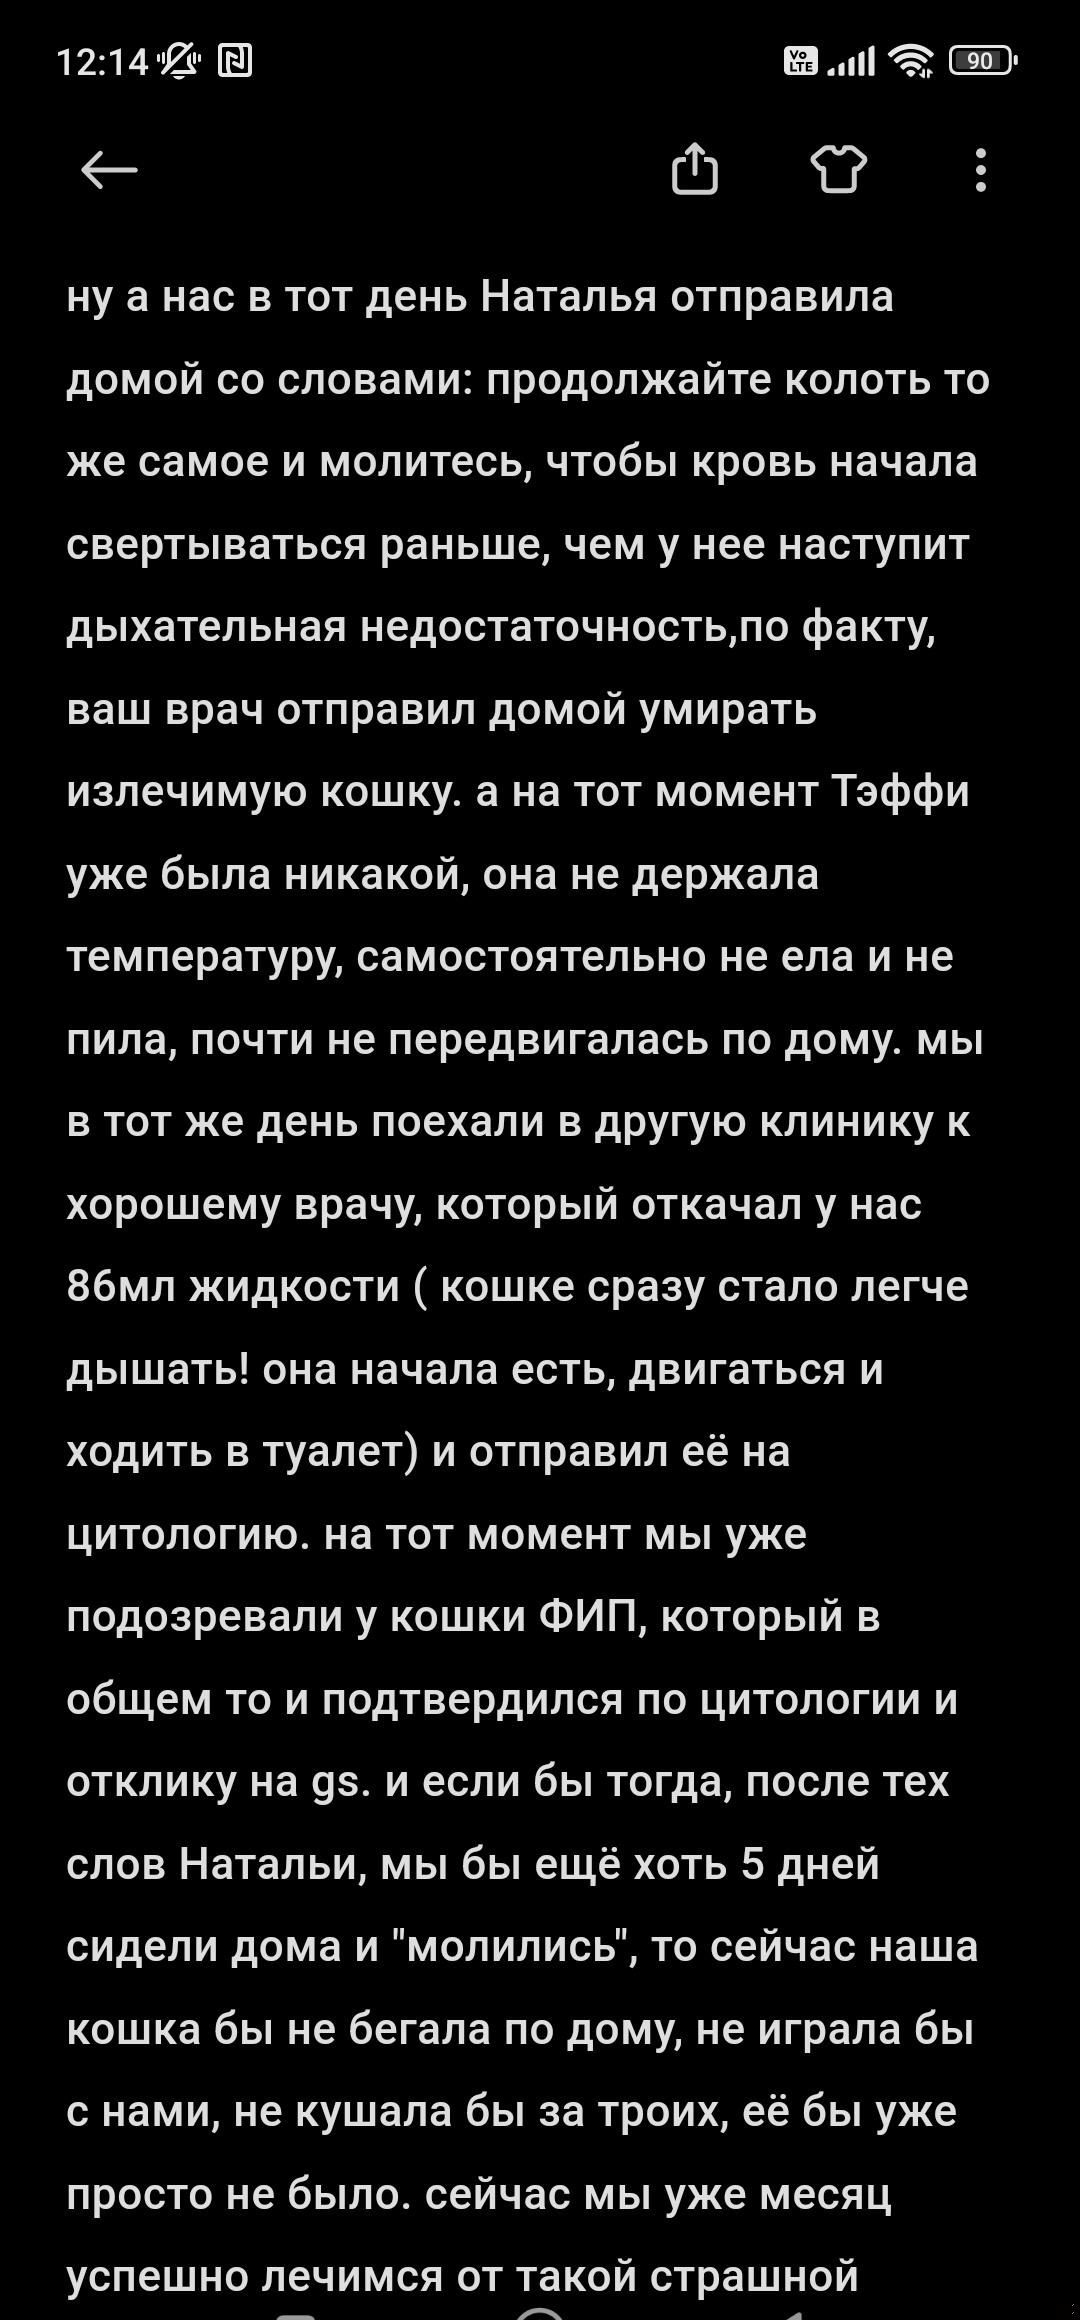 12:14
Vo
LTE
90
ну а нас в тот день Наталья отправила
домой со словами: продолжайте колоть то
же самое и молитесь, чтобы кровь начала
свертываться раньше, чем у нее наступит
дыхательная недостаточность,по факту,
ваш врач отправил домой умирать
излечимую кошку. а на тот момент Тэффи
уже была никакой, она не держала
температуру, самостоятельно не ела и не
пила, почти не передвигалась по дому. мы
в тот же день поехали в другую клинику к
хорошему врачу, который откачал у нас
86мл жидкости ( кошке сразу стало легче
дышать! она начала есть, двигаться и
ходить в туалет) и отправил её на
цитологию. на тот момент мы уже
подозревали у кошки ФИП, который в
общем то и подтвердился по цитологии и
отклику на gs. и если бы тогда, после тех
слов Натальи, мы бы ещё хоть 5 дней
сидели дома и "молились", то сейчас наша
кошка бы не бегала по дому, не играла бы
с нами, не кушала бы за троих, её бы уже
просто не было. сейчас мы уже месяц
успешно лечимся от такой страшной